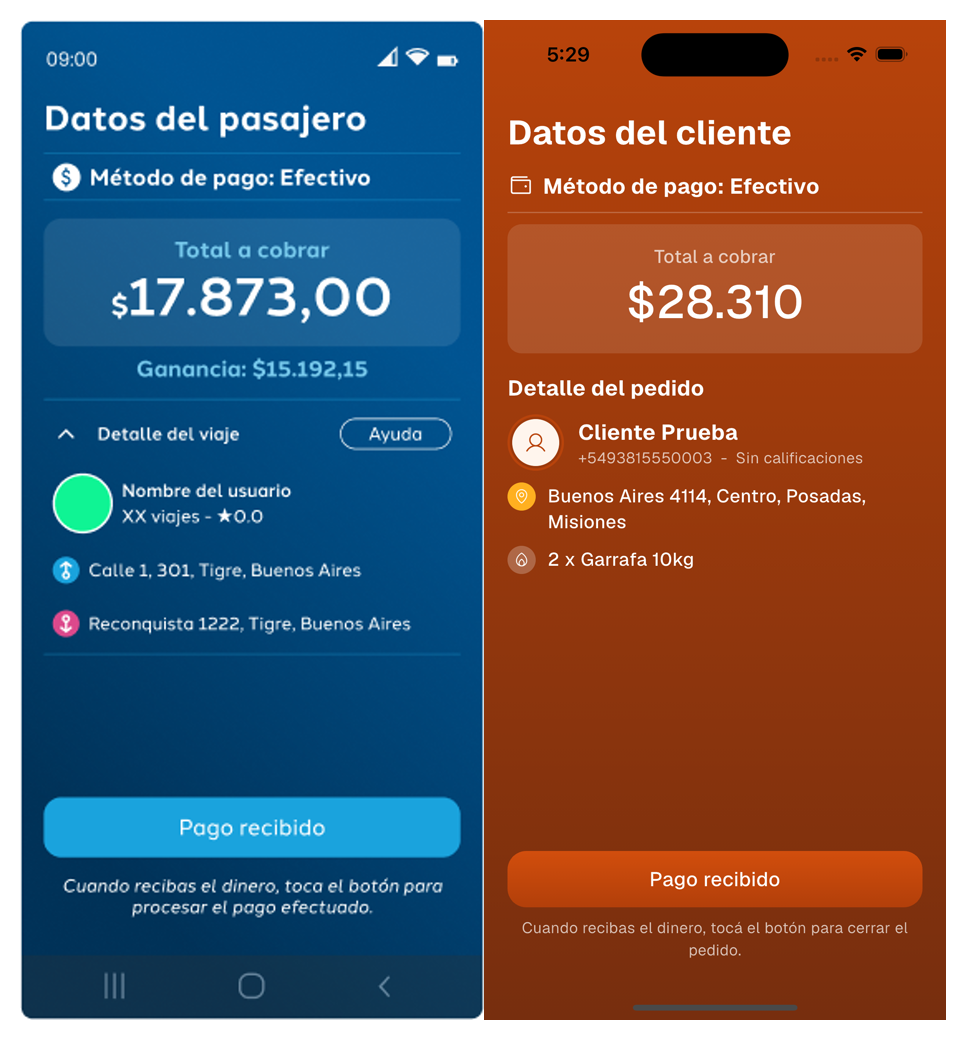 09:00
Datos del pasajero
Método de pago: Efectivo
Total a cobrar
$17.873,00
Ganancia: $15.192,15
Detalle del viaje
Ayuda
Nombre del usuario
XX viajes - ★0.0
Calle 1, 301, Tigre, Buenos Aires
Reconquista 1222, Tigre, Buenos Aires
Pago recibido
Cuando recibas el dinero, toca el botón para
procesar el pago efectuado.
5:29
Datos del cliente
Método de pago: Efectivo
Total a cobrar
$28.310
Detalle del pedido
Cliente Prueba
+5493815550003 - Sin calificaciones
Buenos Aires 4114, Centro, Posadas,
Misiones
2 x Garrafa 10kg
Pago recibido
Cuando recibas el dinero, tocá el botón para cerrar el
pedido.